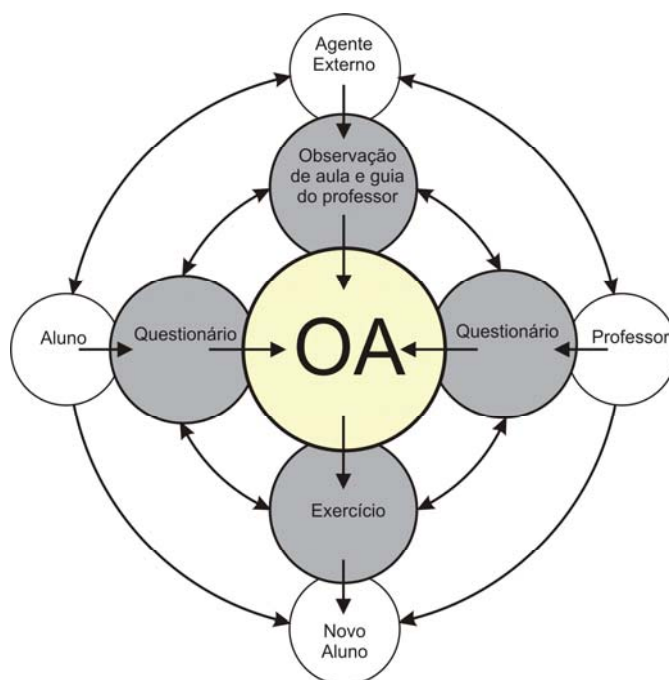 Agente
Externo
Observação
de aula e guia
do professor
Aluno
Questionário
OA
Questionário
Professor
Exercício
Novo
Aluno